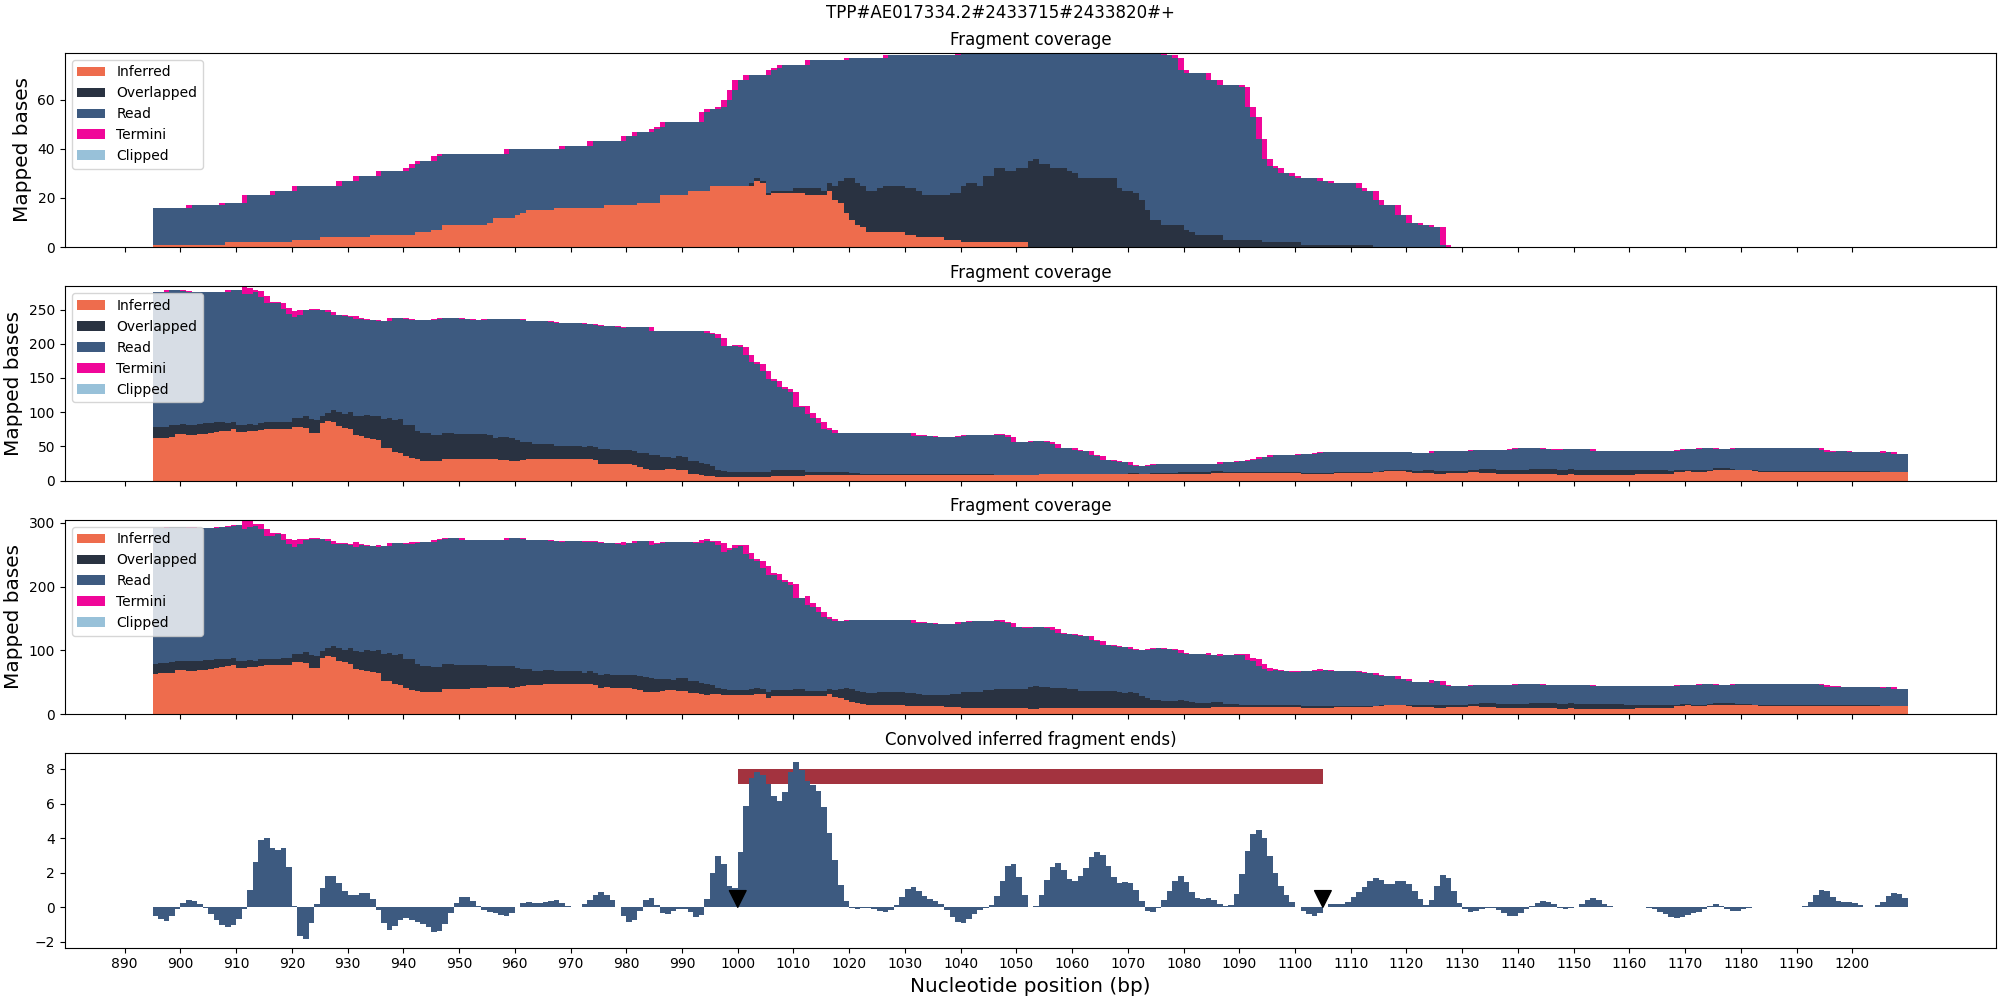 TPP#AE017334.2#2433715#2433820#+
Fragment coverage
Mapped bases
60
40
20
0
Inferred
Overlapped
Read
Termini
Clipped
Fragment coverage
Mapped bases
250
200
150
100
50
0
Inferred
Overlapped
Read
Termini
Clipped
Fragment coverage
Mapped bases
300
200
100
0
Inferred
Overlapped
Read
Termini
Clipped
Convolved inferred fragment ends)
8
6
4
2
0
−2
890 900 910 920 930 940 950 960 970 980 990 1000 1010 1020 1030 1040 1050 1060 1070 1080 1090 1100 1110 1120 1130 1140 1150 1160 1170 1180 1190 1200
Nucleotide position (bp)